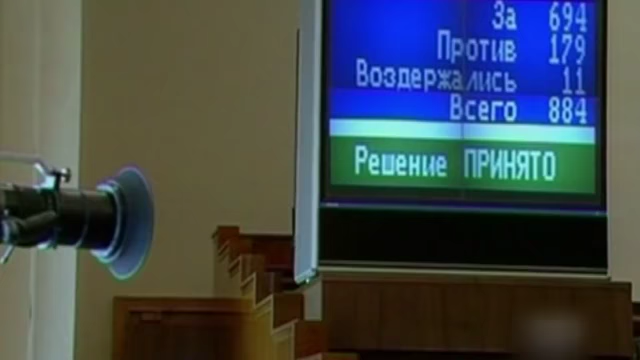 За 694
Против 179
Воздержались 11
Всего 884
Решение ПРИНЯТО